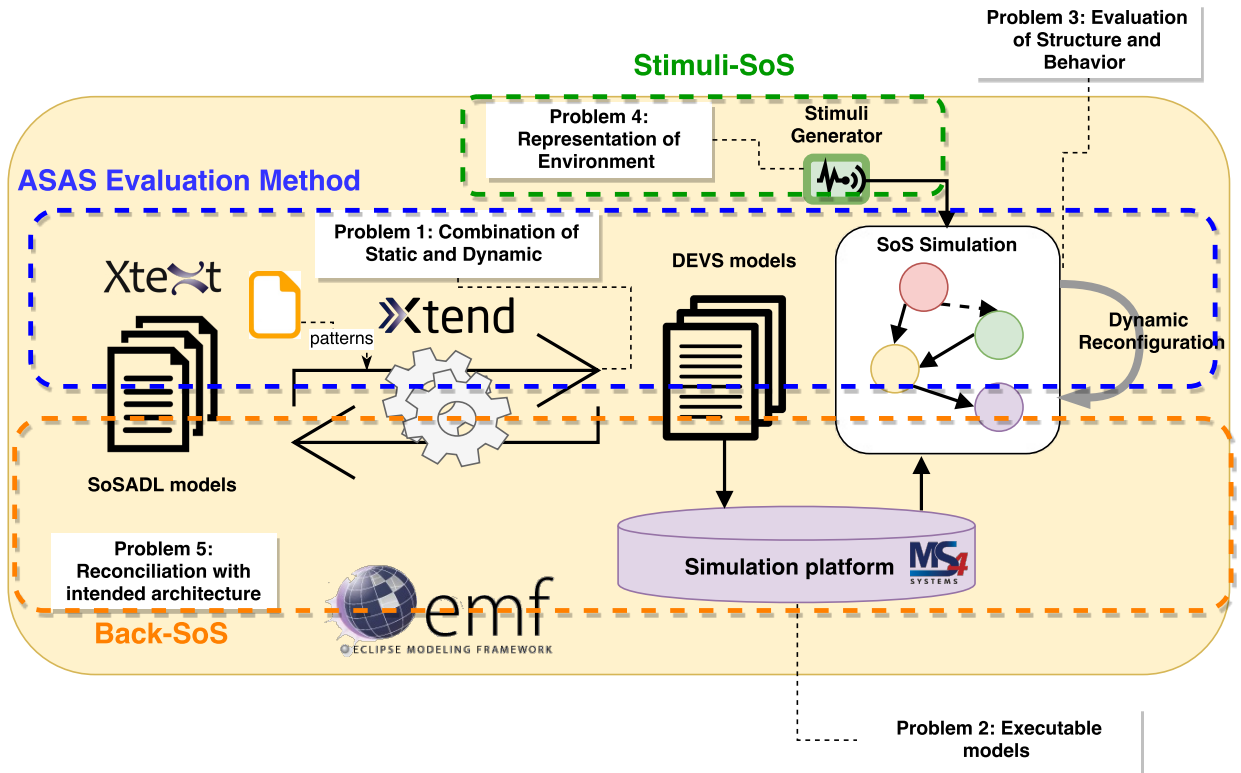 Problem 3: Evaluation
of Structure and
Behavior
Stimuli-SoS
Problem 4:
Representation of
Environment
Stimuli
Generator
ASAS Evaluation Method
Problem 1: Combination of
Static and Dynamic
SoS Simulation
DEVS models
Xtext
Xtend
patterns
Dynamic
Reconfiguration
SoSADL models
Problem 5:
Reconciliation with
intended architecture
Simulation platform
MS4
SYSTEMS
emf
ECLIPSE MODELING FRAMEWORK
Back-SoS
Problem 2: Executable
models